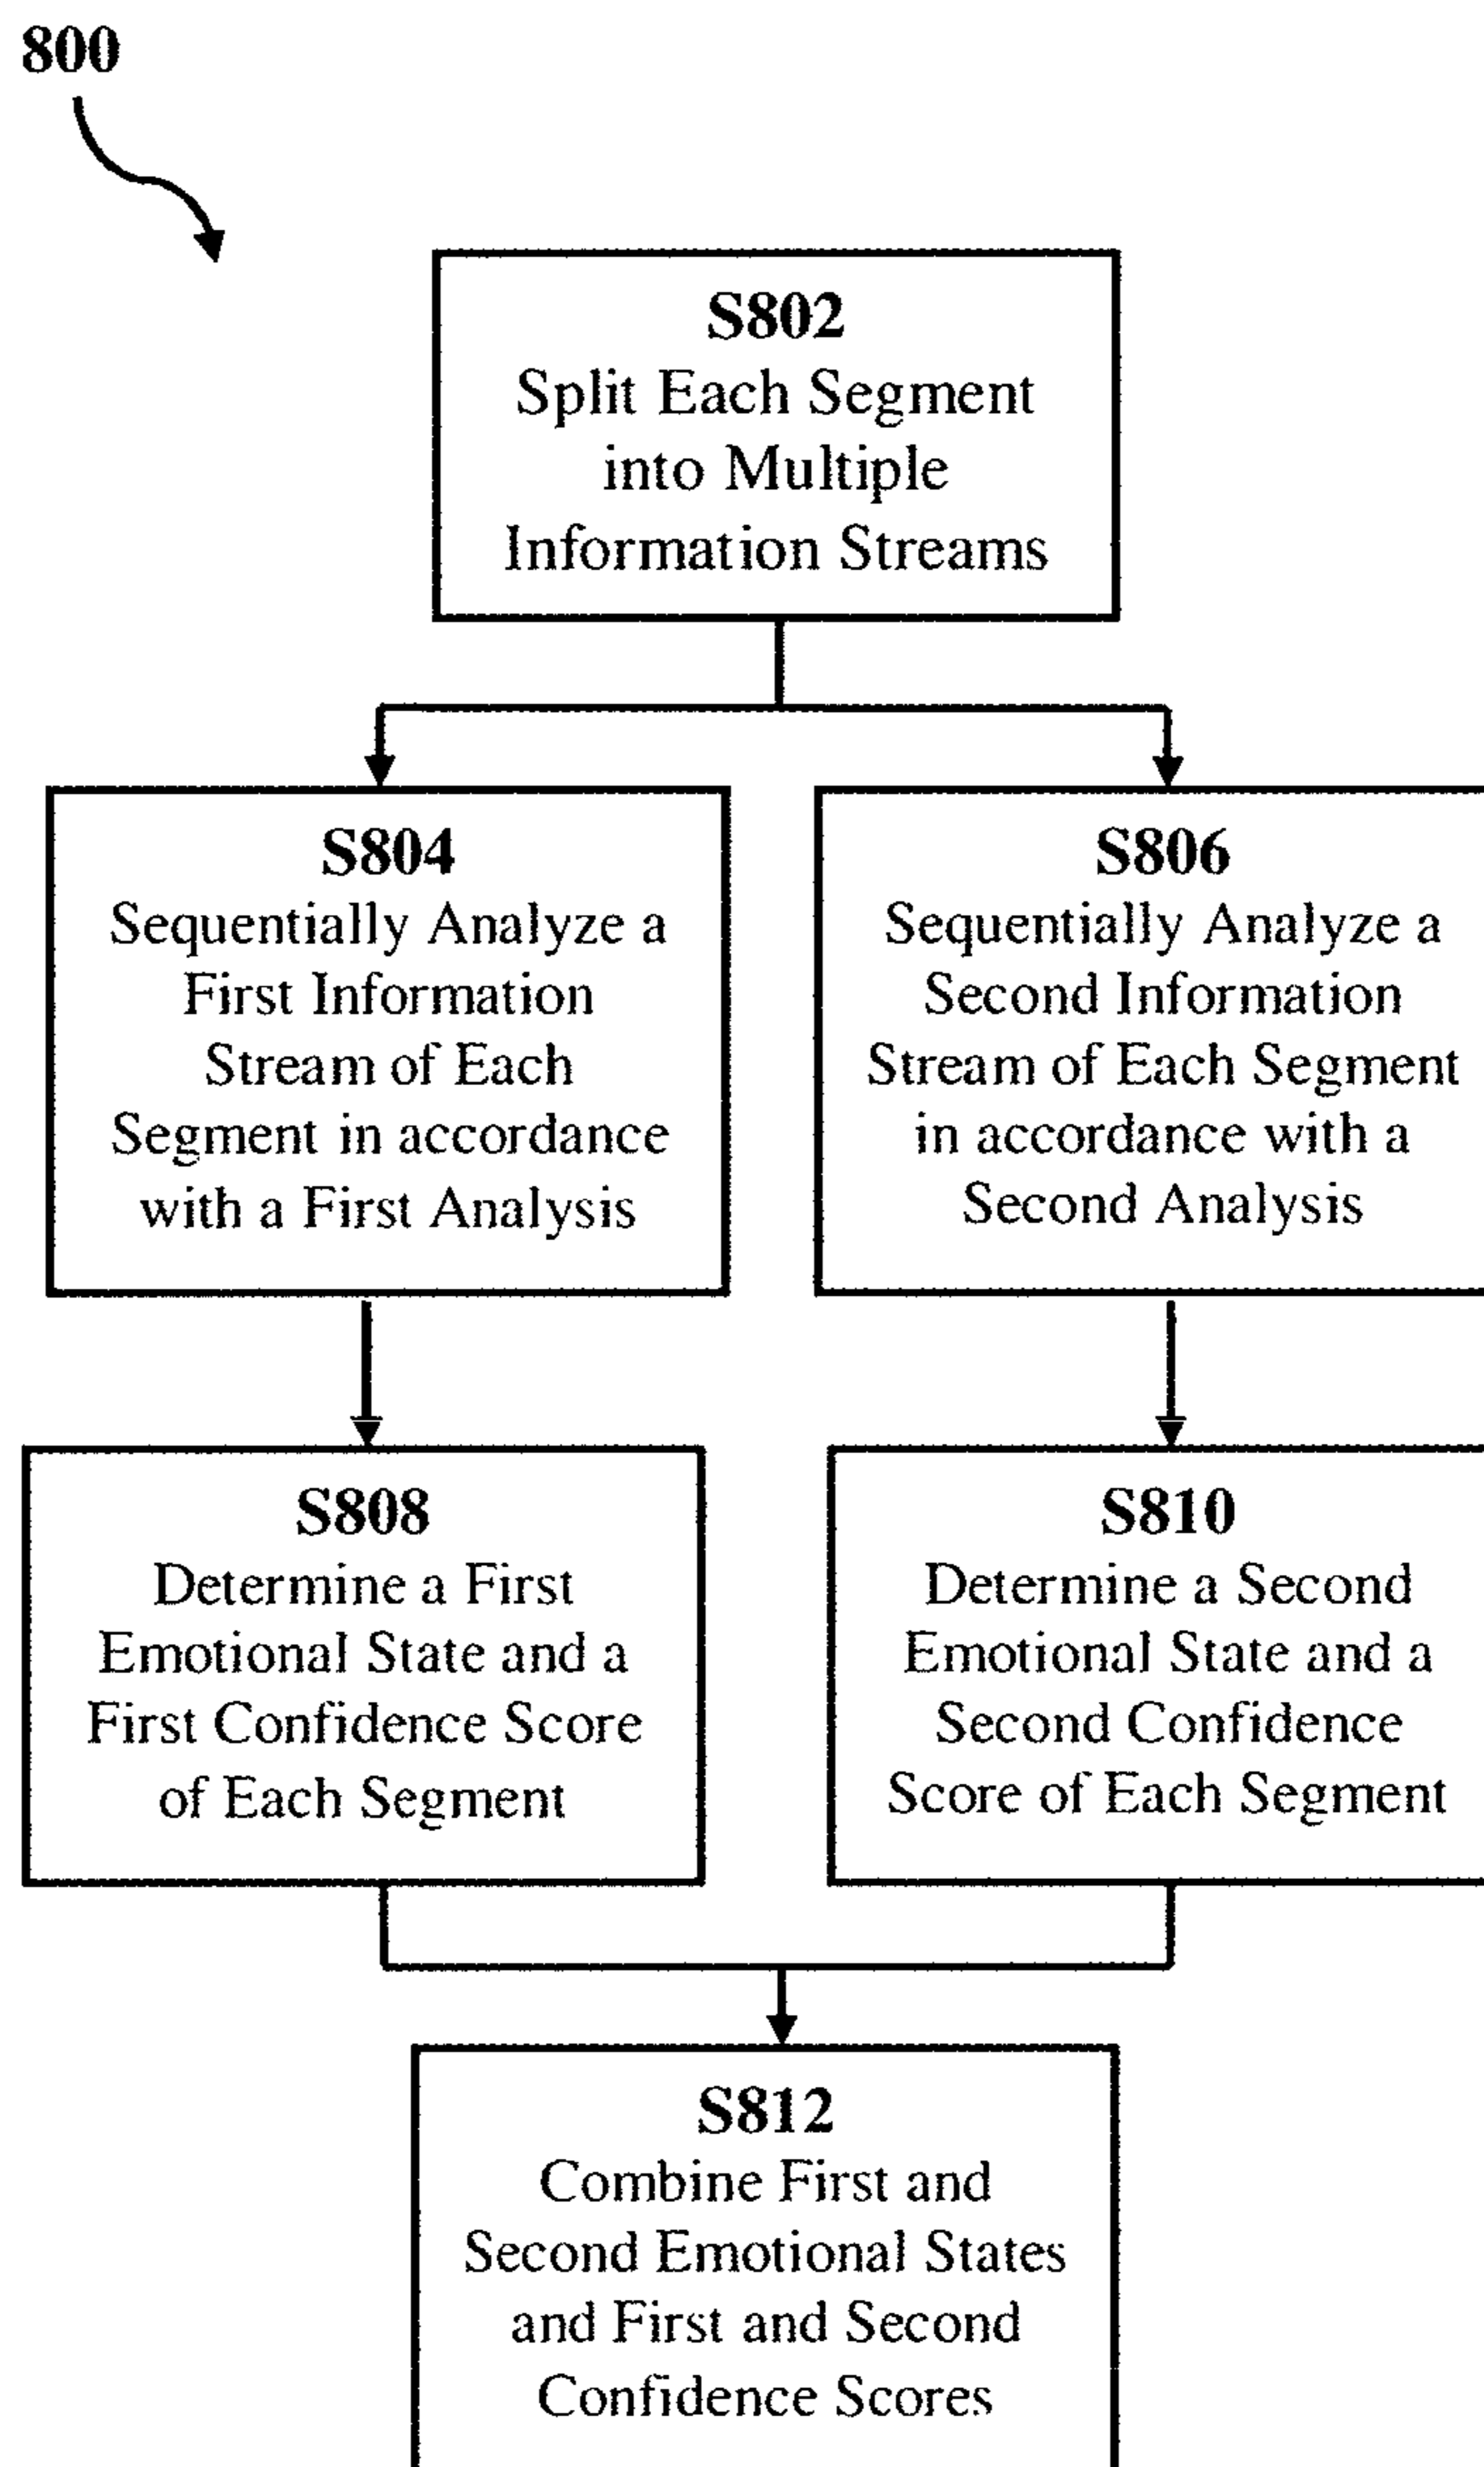 800
S802
Split Each Segment
into Multiple
Information Streams
S804
Sequentially Analyze a
First Information
Stream of Each
Segment in accordance
with a First Analysis
S806
Sequentially Analyze a
Second Information
Stream of Each Segment
in accordance with a
Second Analysis
S808
Determine a First
Emotional State and a
First Confidence Score
of Each Segment
S810
Determine a Second
Emotional State and a
Second Confidence
Score of Each Segment
S812
Combine First and
Second Emotional States
and First and Second
Confidence Scores